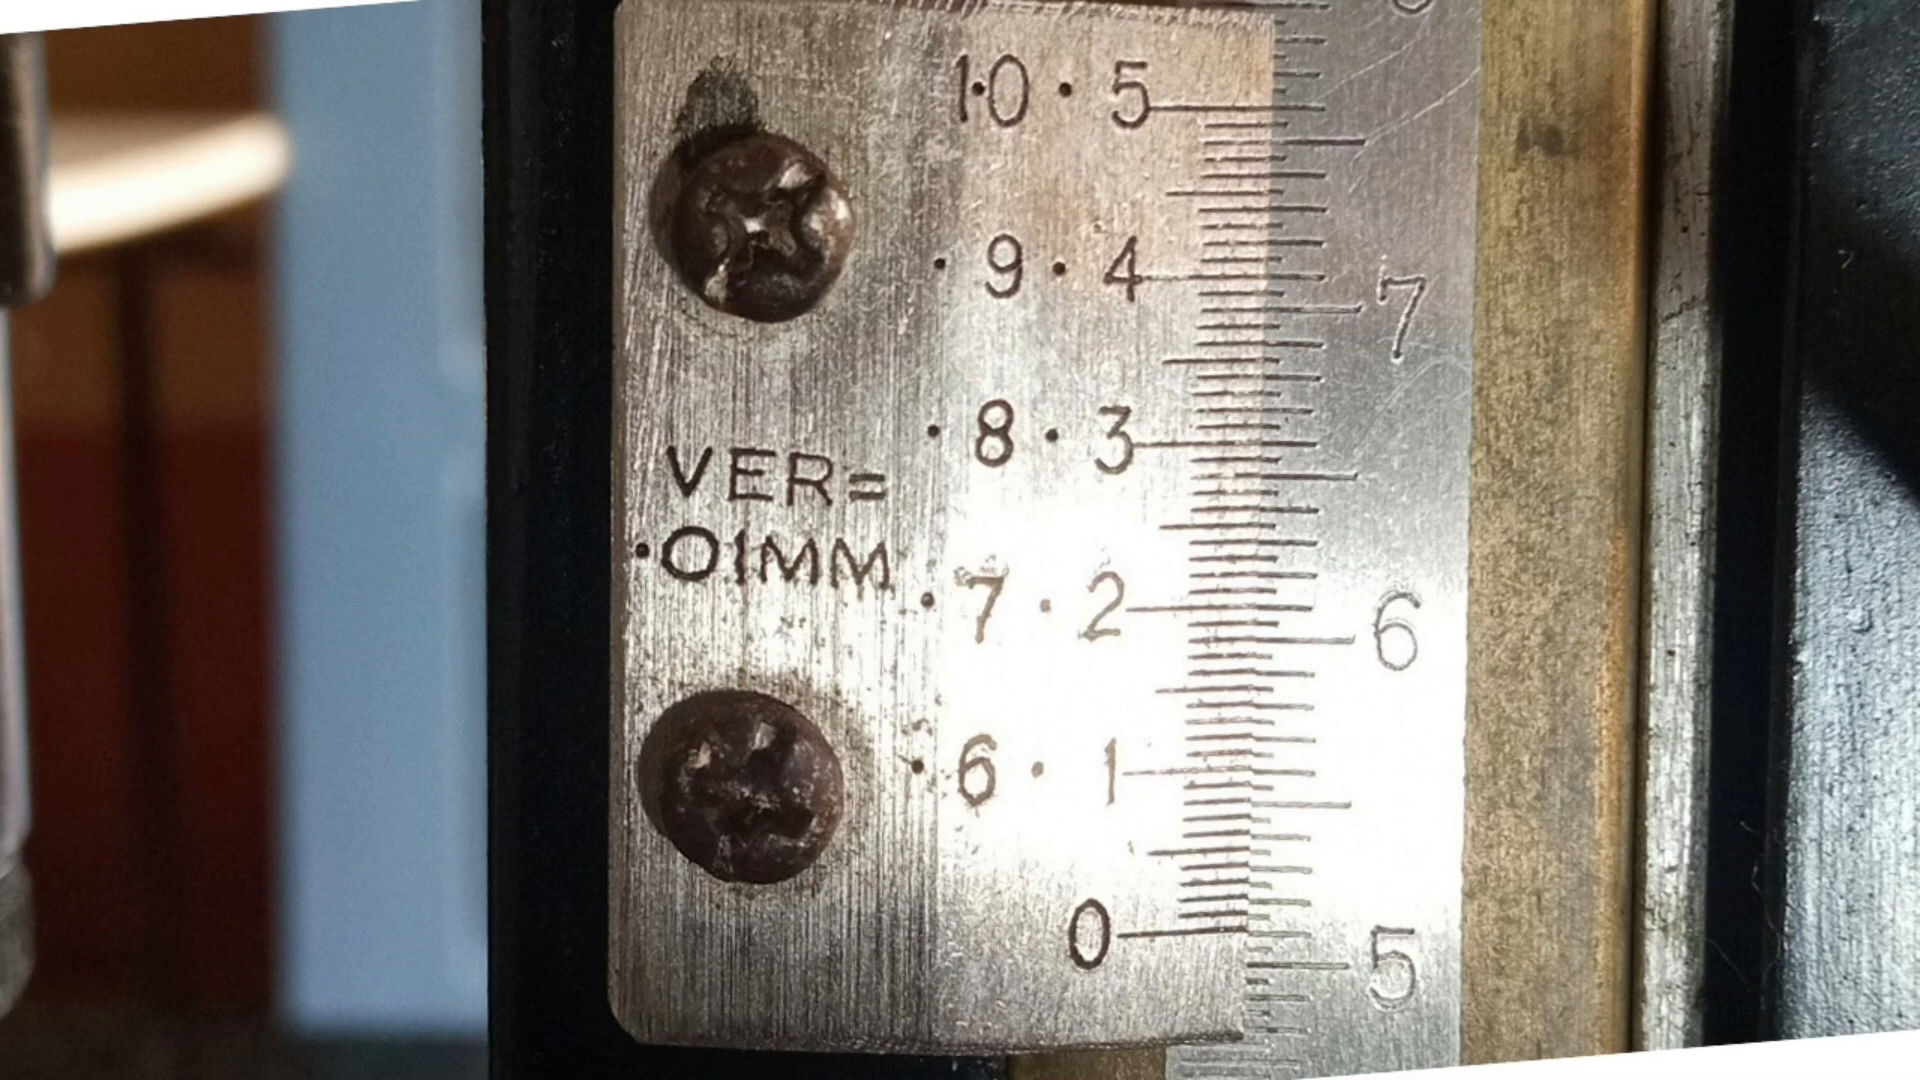 10 · 5
· 9 · 4
7
· 8 · 3
VER=
·01MM
· 7 · 2
6
· 6 · 1
0
5